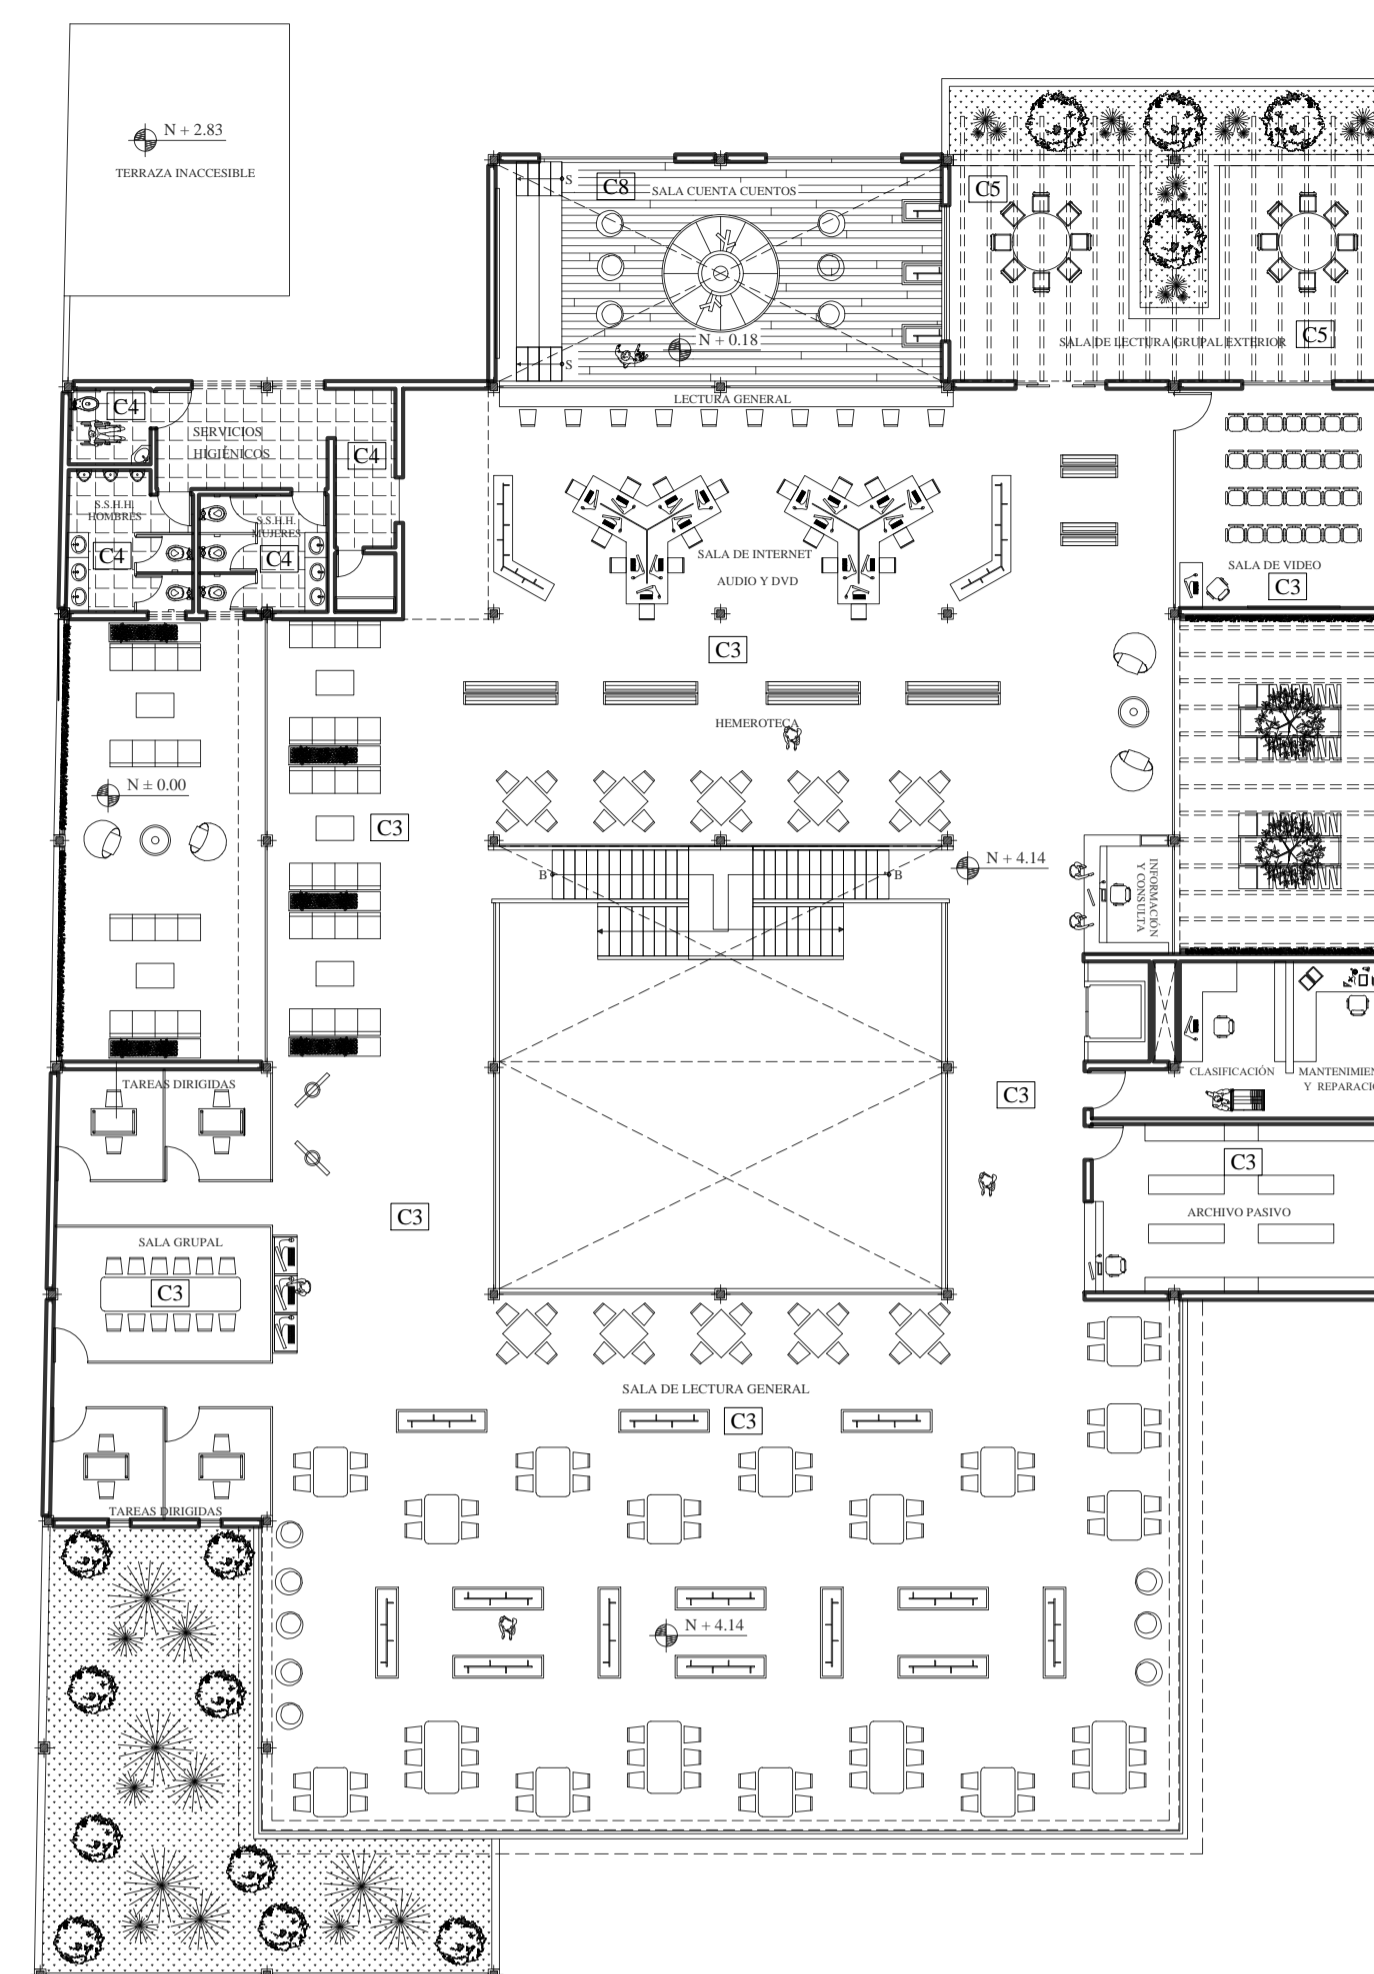 N + 2.83
TERRAZA INACCESIBLE
S
C8
SALA CUENTA CUENTOS
C5
N + 0.18
S
SALA DE LECTURA GRUPAL EXTERIOR
C5
LECTURA GENERAL
C4
SERVICIOS
HIGIÉNICOS
C4
S.S.H.H.
HOMBRES
S.S.H.H.
MUJERES
C4
C4
SALA DE INTERNET
AUDIO Y DVD
SALA DE VIDEO
C3
C3
HEMEROTECA
N ± 0.00
C3
B
B
N + 4.14
INFORMACIÓN
Y CONSULTA
CLASIFICACIÓN
MANTENIMIEN
Y REPARACI
TAREAS DIRIGIDAS
C3
C3
ARCHIVO PASIVO
C3
SALA GRUPAL
C3
SALA DE LECTURA GENERAL
C3
TAREAS DIRIGIDAS
N + 4.14